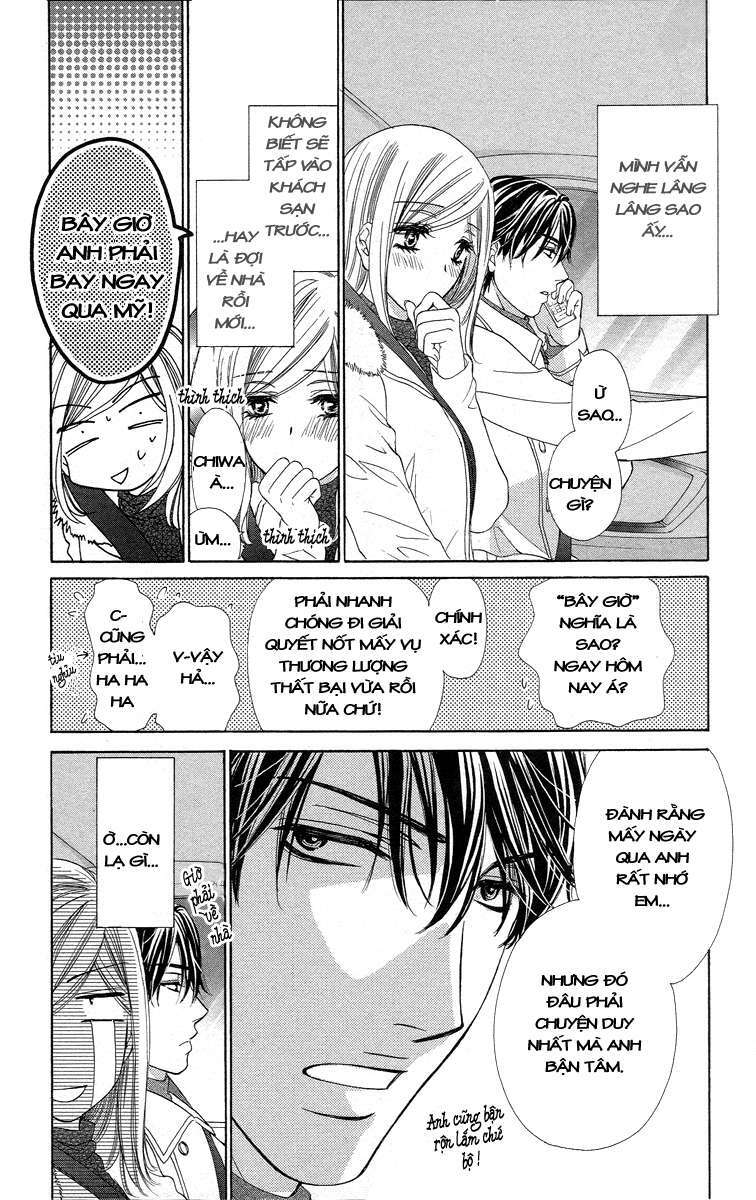 MÌNH VẪN
NGHE LÂNG
LÂNG SAO
ẤY...
Ừ
SAO...
CHUYỆN
GÌ?
KHÔNG
BIẾT SẼ
TẤP VÀO
KHÁCH
SẠN
TRƯỚC...
...HAY
LÀ ĐỢI
VỀ NHÀ
RỒI
MỚI...
thình thịch
CHIWA
À...
ỪM...
thình thịch
BÂY GIỜ
ANH PHẢI
BAY NGAY
QUA MỸ!
"BÂY GIỜ"
NGHĨA LÀ
SAO?
NGAY HÔM
NAY Á?
CHÍNH
XÁC!
PHẢI NHANH
CHÓNG ĐI GIẢI
QUYẾT NỐT MẤY VỤ
THƯƠNG LƯỢNG
THẤT BẠI VỪA RỒI
NỮA CHỨ!
V-VẬY
HẢ...
C-
CŨNG
PHẢI...
HA HA
HA
tiu
nghỉu
ĐÀNH RẰNG
MẤY NGÀY
QUA ANH
RẤT NHỚ
EM...
NHƯNG ĐÓ
ĐÂU PHẢI
CHUYỆN DUY
NHẤT MÀ ANH
BẬN TÂM.
Anh cũng bận
rộn lắm chứ
bộ!
Ờ...CÒN
LẠ GÌ...
Giờ
phải
về
nhà